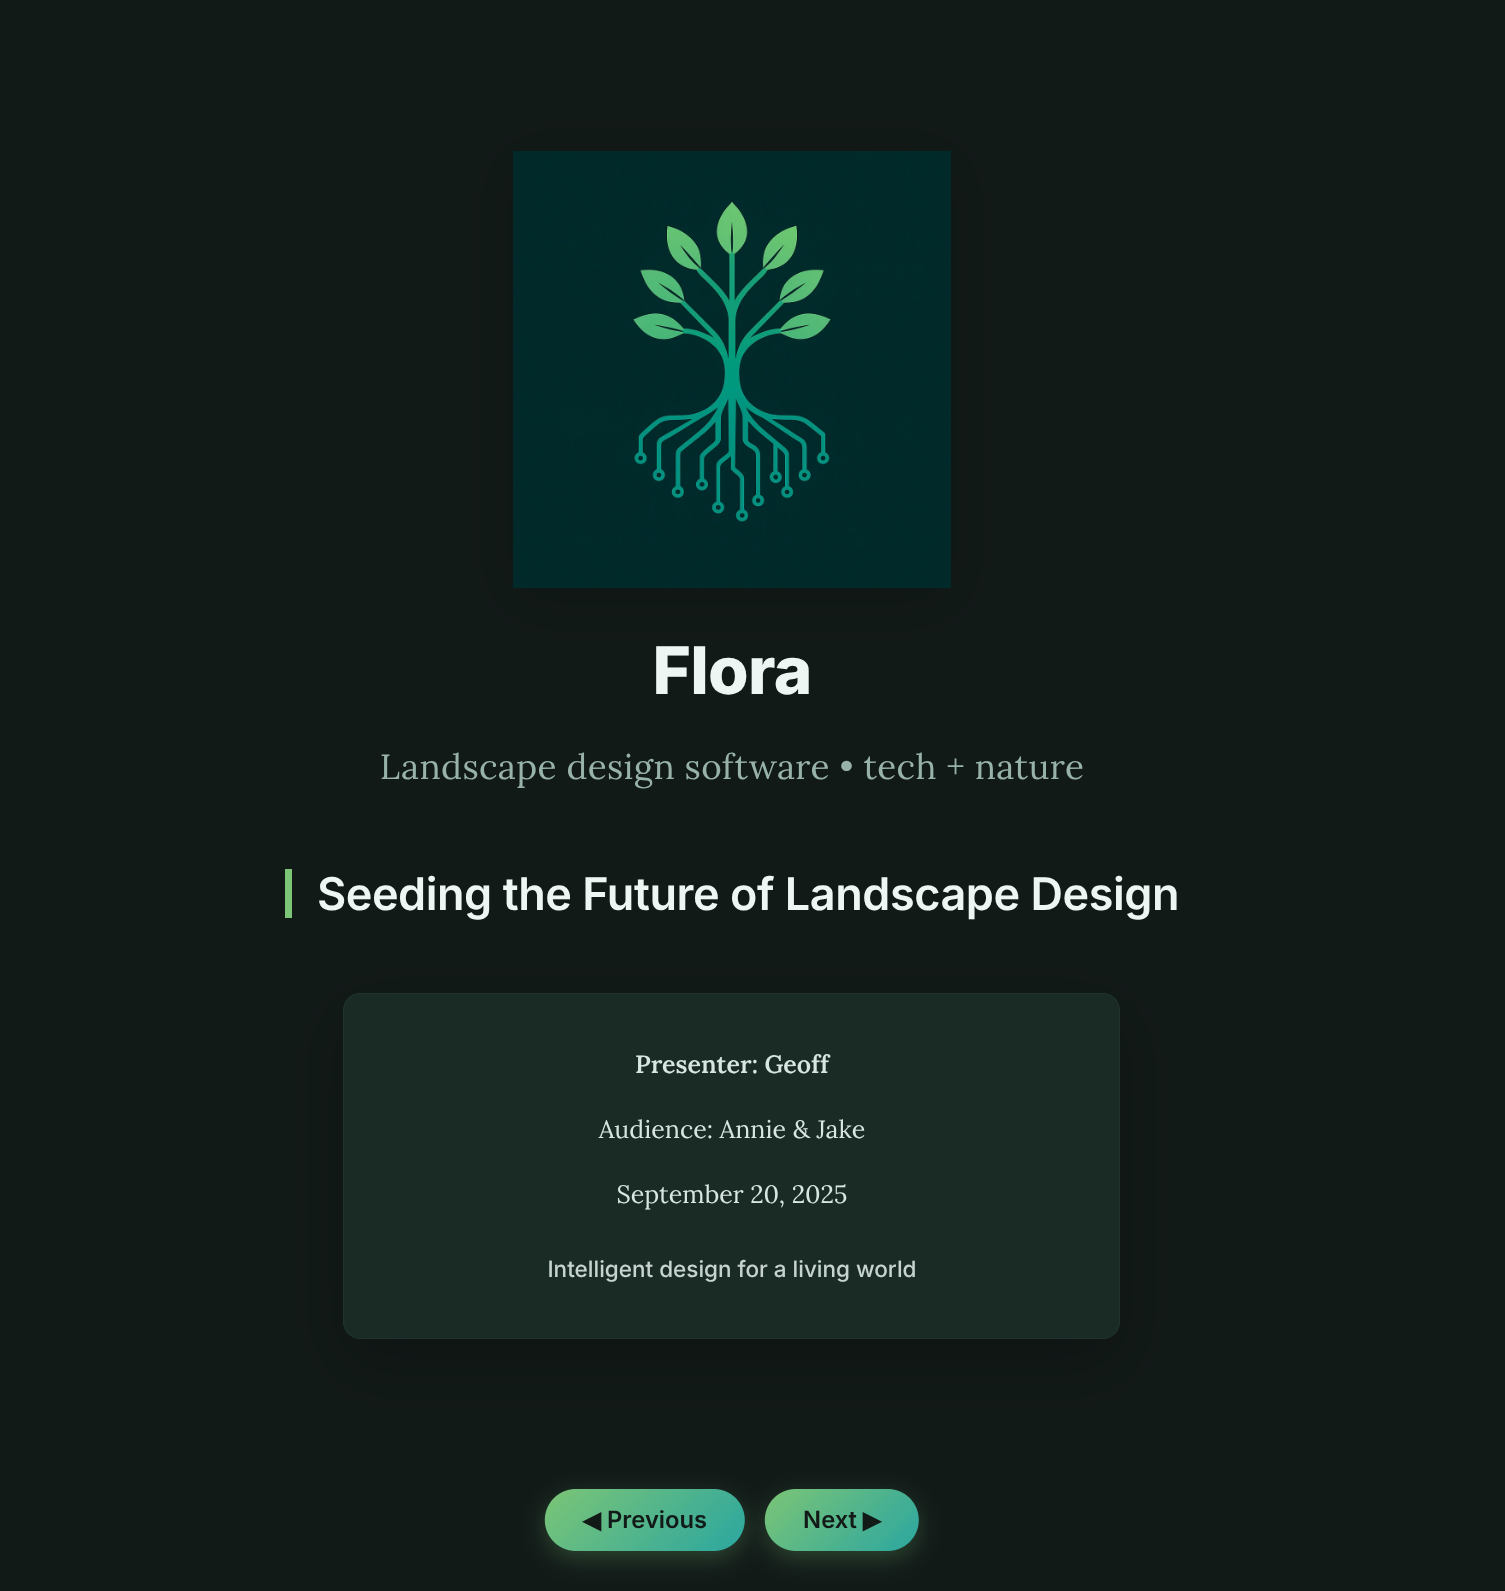 Flora
Landscape design software • tech + nature
Seeding the Future of Landscape Design
Presenter: Geoff
Audience: Annie & Jake
September 20, 2025
Intelligent design for a living world
◀ Previous
Next ▶